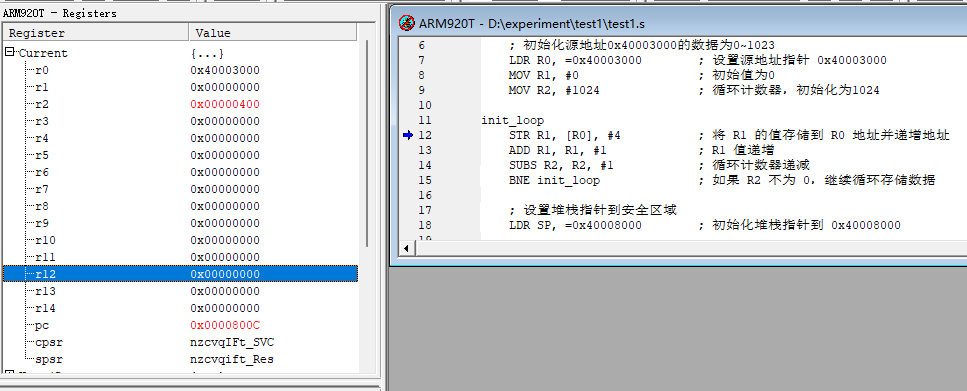 ARM920T - Registers
Register Value
Current {...}
r0 0x40003000
r1 0x00000000
r2 0x00000400
r3 0x00000000
r4 0x00000000
r5 0x00000000
r6 0x00000000
r7 0x00000000
r8 0x00000000
r9 0x00000000
r10 0x00000000
r11 0x00000000
r12 0x00000000
r13 0x00000000
r14 0x00000000
pc 0x0000800C
cpsr nzcvqIFt_SVC
spsr nzcvqift_Res
ARM920T - D:\experiment\test1\test1.s
6 ; 初始化源地址0x40003000的数据为0~1023
7 LDR R0, =0x40003000 ; 设置源地址指针 0x40003000
8 MOV R1, #0 ; 初始值为0
9 MOV R2, #1024 ; 循环计数器，初始化为1024
10
11 init_loop
12 STR R1, [R0], #4 ; 将 R1 的值存储到 R0 地址并递增地址
13 ADD R1, R1, #1 ; R1 值递增
14 SUBS R2, R2, #1 ; 循环计数器递减
15 BNE init_loop ; 如果 R2 不为 0，继续循环存储数据
16
17 ; 设置堆栈指针到安全区域
18 LDR SP, =0x40008000 ; 初始化堆栈指针到 0x40008000
19